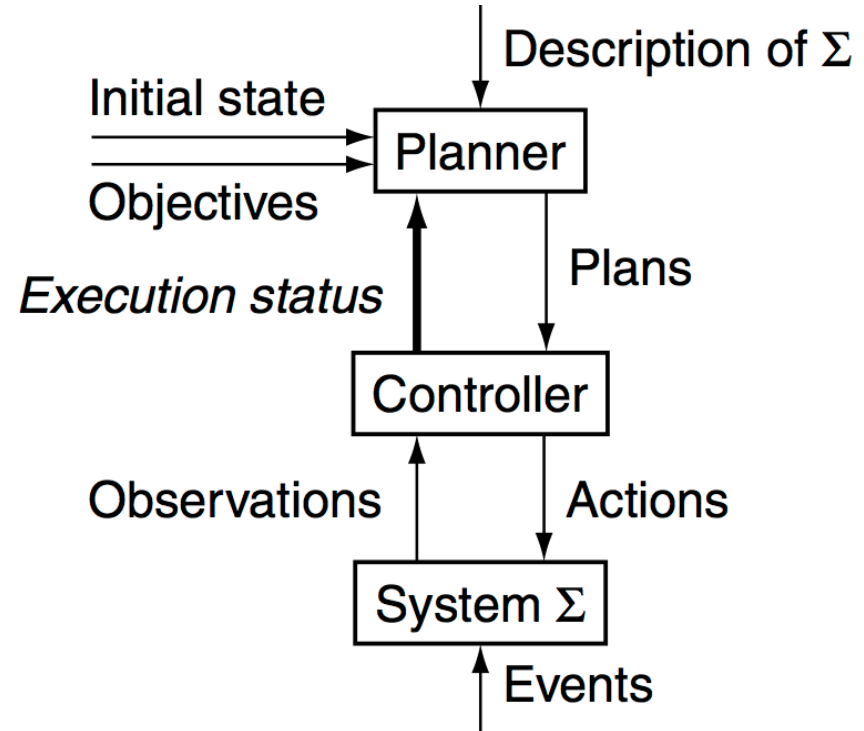 Description of Σ
Initial state
Planner
Objectives
Plans
Execution status
Controller
Observations
Actions
System Σ
Events